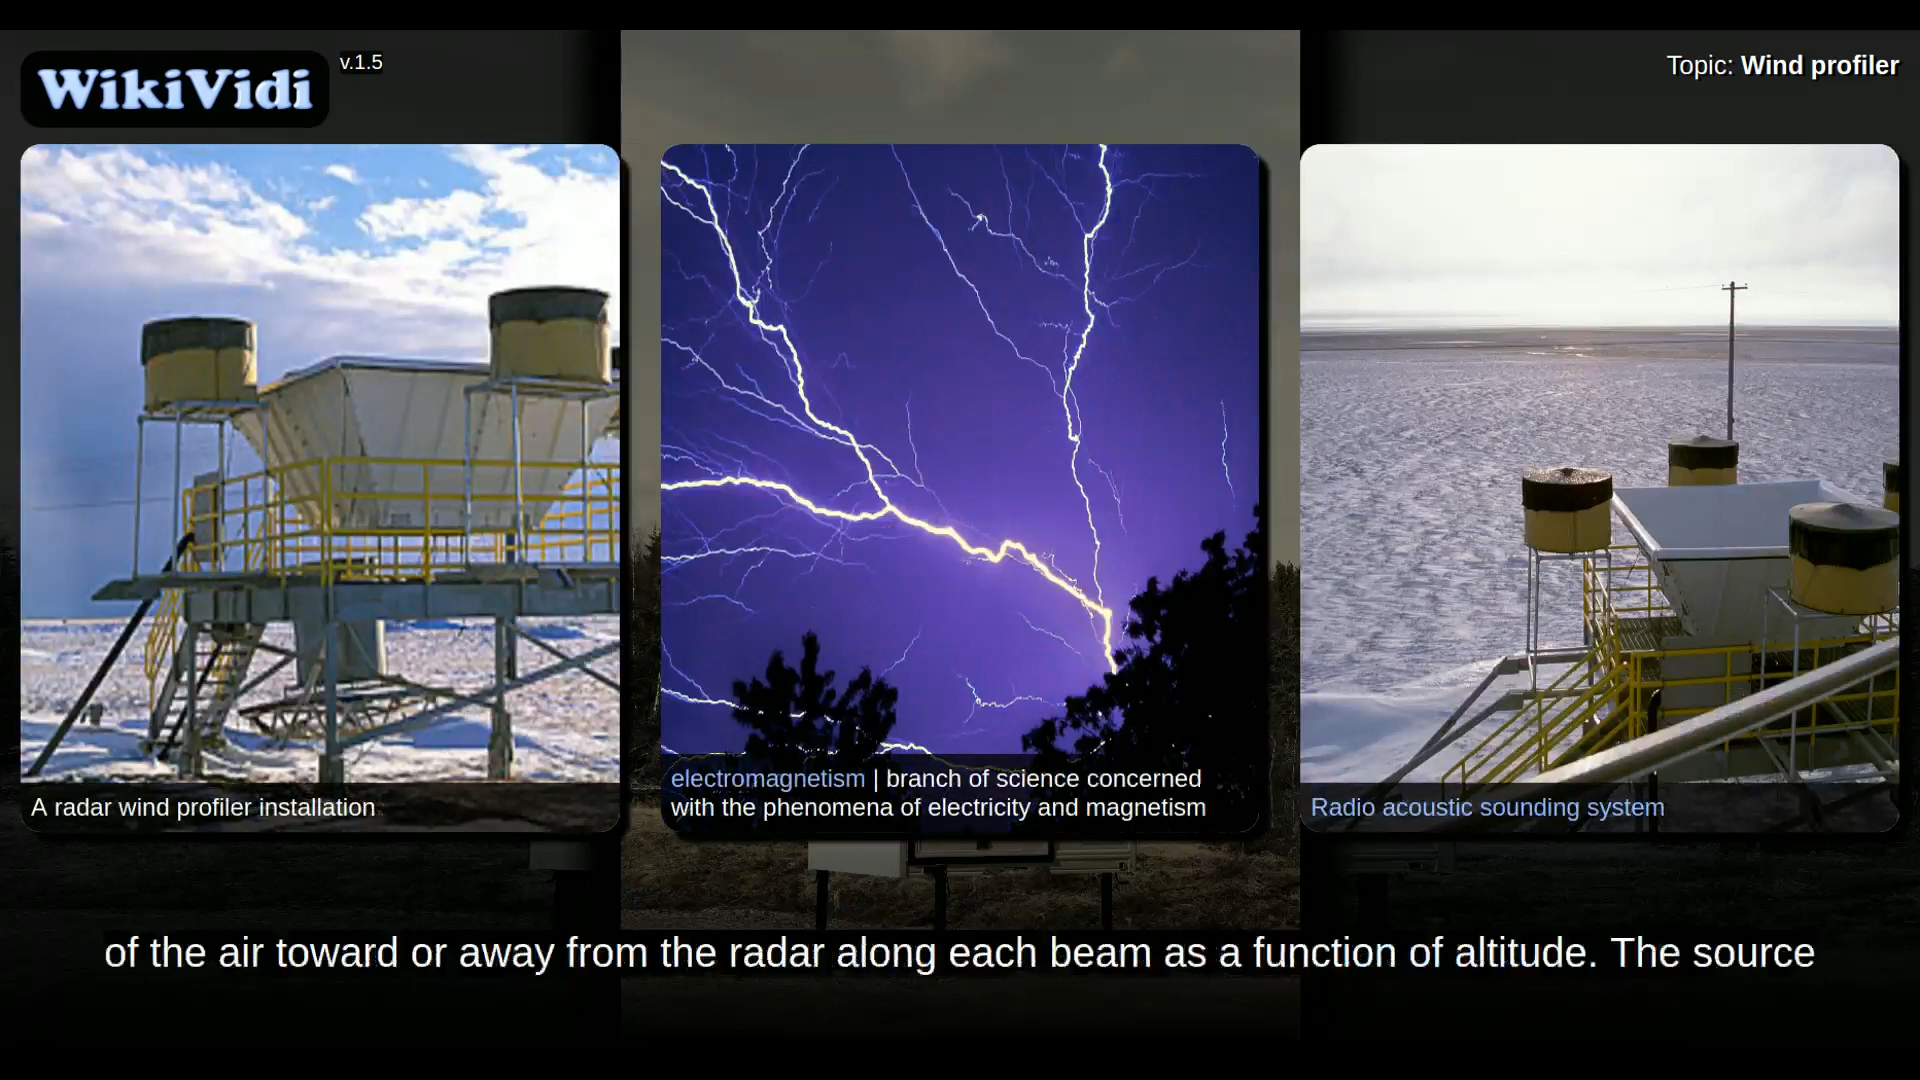 WikiVidi
v.1.5
Topic: Wind profiler
A radar wind profiler installation
electromagnetism | branch of science concerned
with the phenomena of electricity and magnetism
Radio acoustic sounding system
of the air toward or away from the radar along each beam as a function of altitude. The source